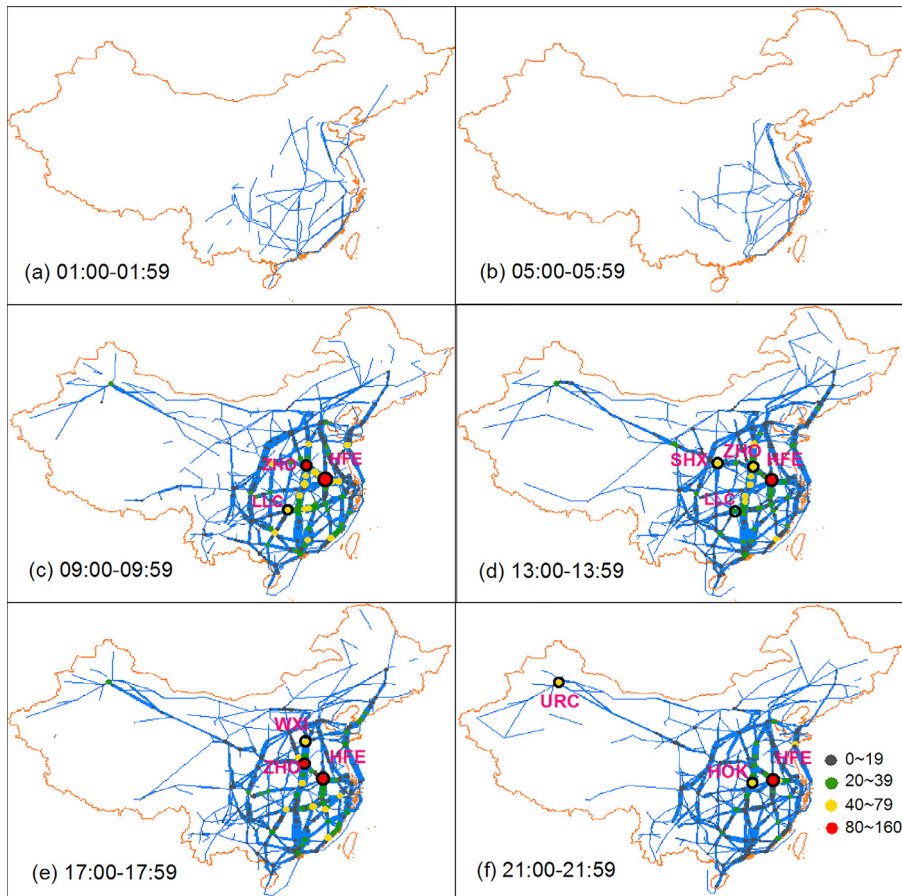 (a) 01:00-01:59
(b) 05:00-05:59
ZHO
HFE
LLC
(c) 09:00-09:59
SHX
ZHO
HFE
LLC
(d) 13:00-13:59
WXI
ZHO
HFE
(e) 17:00-17:59
URC
HOK
HFE
0~19
20~39
40~79
80~160
(f) 21:00-21:59